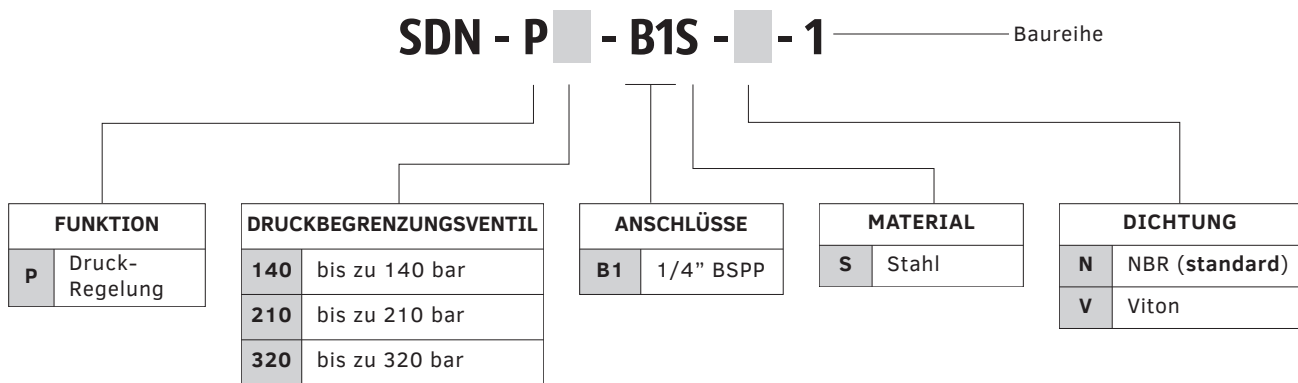 SDN - P - B1S - - 1 Baureihe
FUNKTION
P Druck-
Regelung
DRUCKBEGRENZUNGSVENTIL
140 bis zu 140 bar
210 bis zu 210 bar
320 bis zu 320 bar
ANSCHLÜSSE
B1 1/4” BSPP
MATERIAL
S Stahl
DICHTUNG
N NBR (standard)
V Viton